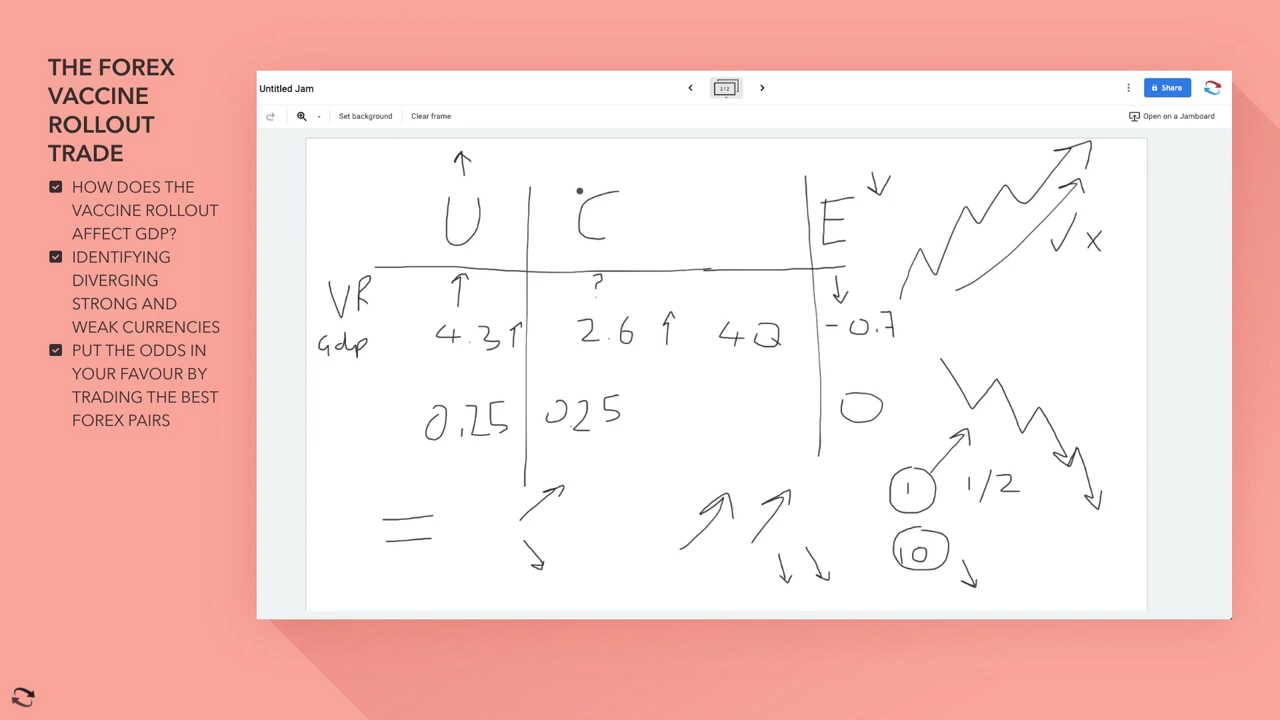 THE FOREX
VACCINE
ROLLOUT
TRADE
HOW DOES THE
VACCINE ROLLOUT
AFFECT GDP?
IDENTIFYING
DIVERGING
STRONG AND
WEAK CURRENCIES
PUT THE ODDS IN
YOUR FAVOUR BY
TRADING THE BEST
FOREX PAIRS
Untitled Jam
2/2
Share
Set background
Clear frame
Open on a Jamboard
U C E
VR ?
Gdp 4.3 2.6 4Q -0.7
0.25 0.25 0
=
x
1 1/2
10